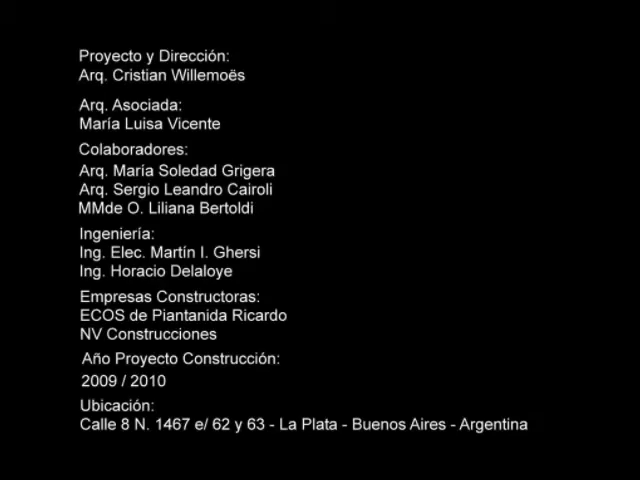 Proyecto y Dirección:
Arq. Cristian Willemoës
Arq. Asociada:
María Luisa Vicente
Colaboradores:
Arq. María Soledad Grigera
Arq. Sergio Leandro Cairoli
MMde O. Liliana Bertoldi
Ingeniería:
Ing. Elec. Martín I. Ghersi
Ing. Horacio Delaloye
Empresas Constructoras:
ECOS de Piantanida Ricardo
NV Construcciones
Año Proyecto Construcción:
2009 / 2010
Ubicación:
Calle 8 N. 1467 e/ 62 y 63 - La Plata - Buenos Aires - Argentina